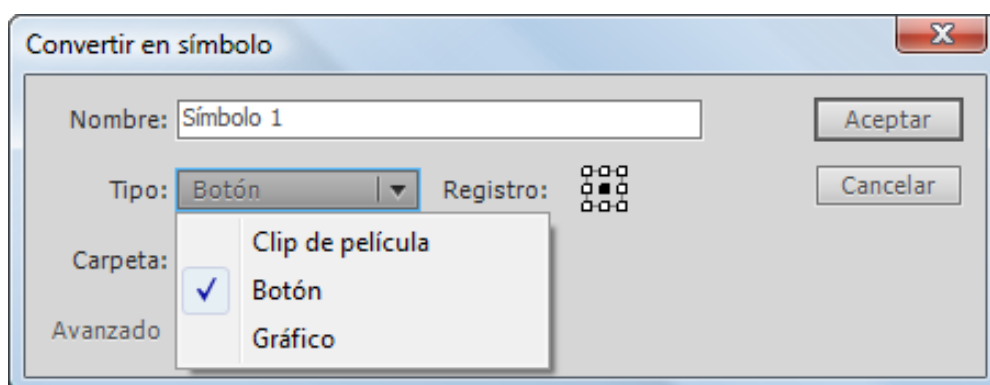 Convertir en símbolo
Nombre: Símbolo 1 Aceptar
Tipo: Botón Registro: Cancelar
Carpeta: Clip de película
Botón
Avanzado Gráfico